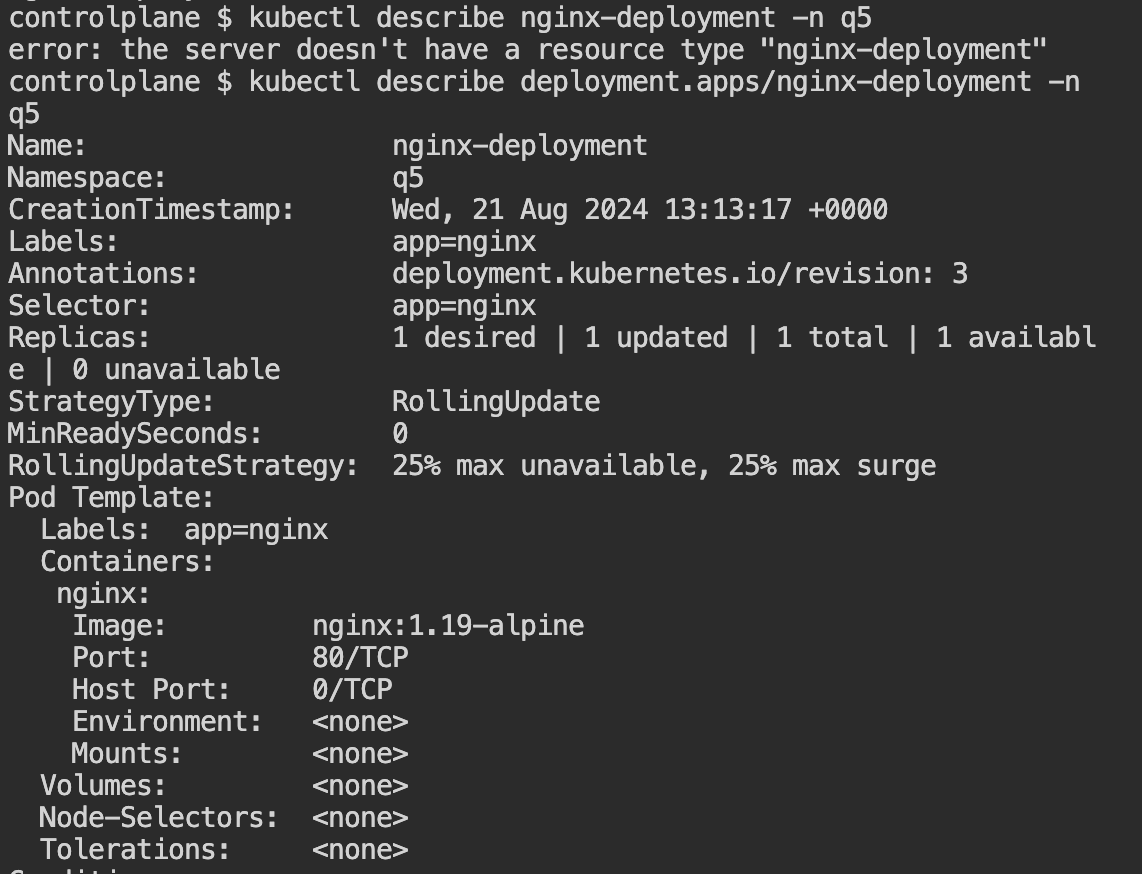 controlplane $ kubectl describe nginx-deployment -n q5
error: the server doesn't have a resource type "nginx-deployment"
controlplane $ kubectl describe deployment.apps/nginx-deployment -n
q5
Name:                   nginx-deployment
Namespace:              q5
CreationTimestamp:      Wed, 21 Aug 2024 13:13:17 +0000
Labels:                 app=nginx
Annotations:            deployment.kubernetes.io/revision: 3
Selector:               app=nginx
Replicas:               1 desired | 1 updated | 1 total | 1 availabl
e | 0 unavailable
StrategyType:           RollingUpdate
MinReadySeconds:        0
RollingUpdateStrategy:  25% max unavailable, 25% max surge
Pod Template:
  Labels:  app=nginx
  Containers:
   nginx:
    Image:         nginx:1.19-alpine
    Port:          80/TCP
    Host Port:     0/TCP
    Environment:   <none>
    Mounts:        <none>
  Volumes:         <none>
  Node-Selectors:  <none>
  Tolerations:     <none>